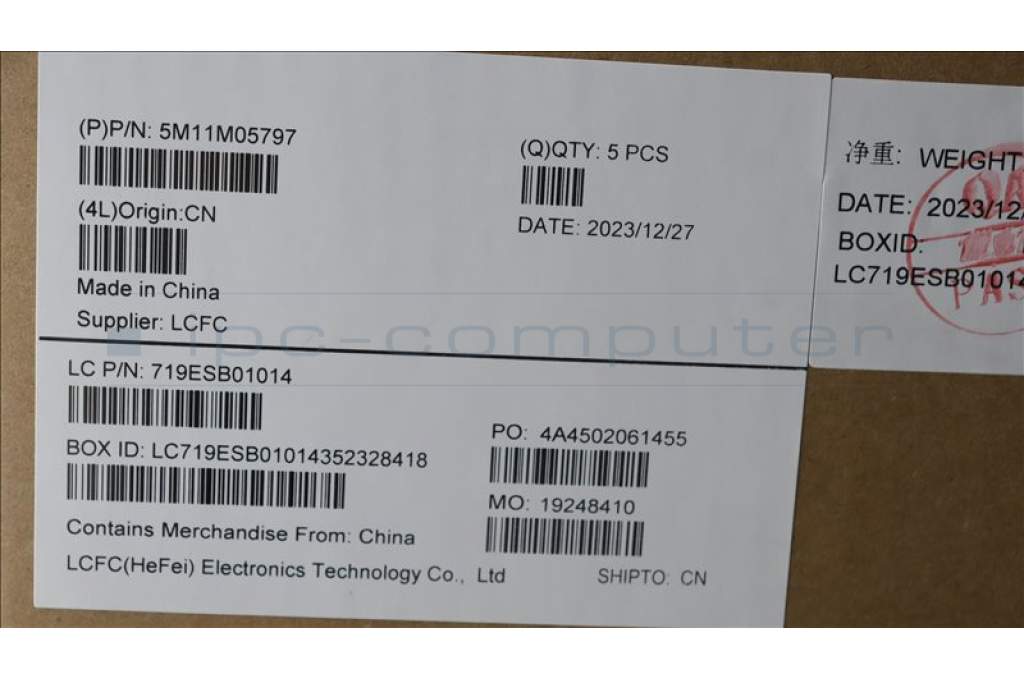 (P)P/N: 5M11M05797
(4L)Origin:CN
Made in China
Supplier: LCFC
(Q)QTY: 5 PCS
DATE: 2023/12/27
LC P/N: 719ESB01014
BOX ID: LC719ESB01014352328418
Contains Merchandise From: China
LCFC(HeFei) Electronics Technology Co., Ltd
PO: 4A4502061455
MO: 19248410
SHIPTO: CN
净重: WEIGHT
DATE: 2023/12/
BOXID:
LC719ESB01014
ipc-computer